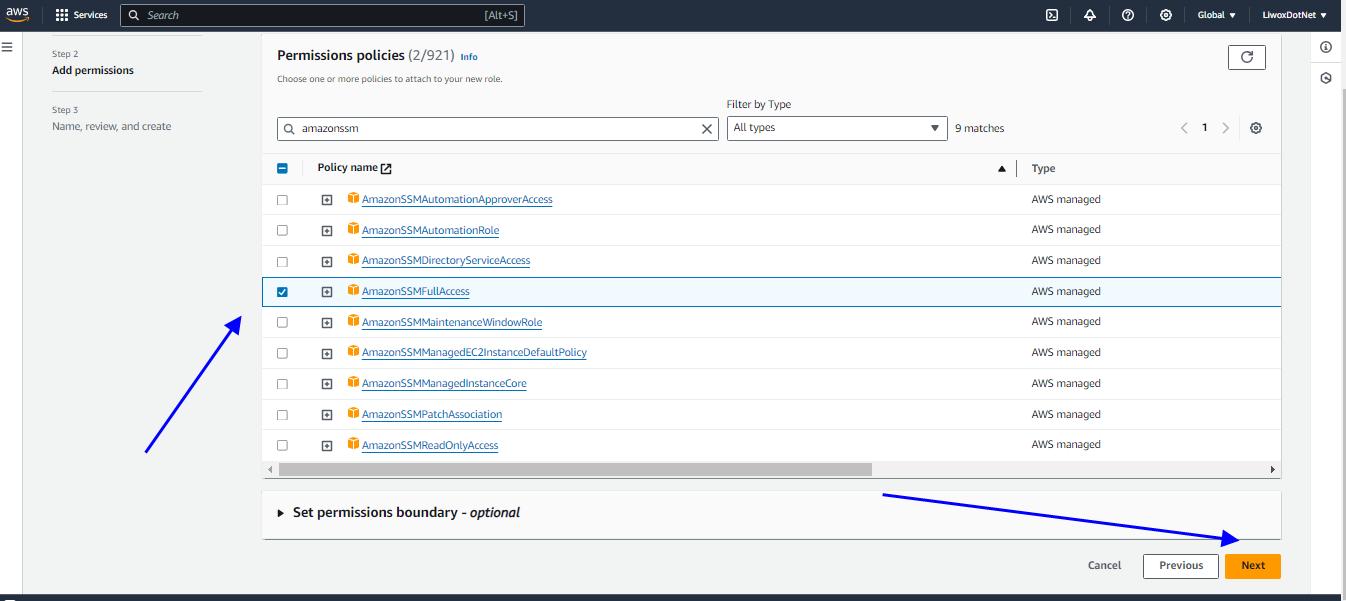 aws
Services
Search
[Alt+S]
Global
LiwoxDotNet
Step 2
Add permissions
Step 3
Name, review, and create
Permissions policies (2/921) Info
Choose one or more policies to attach to your new role.
Filter by Type
amazonssm
All types
9 matches
1
Policy name
Type
AmazonSSMAutomationApproverAccess
AWS managed
AmazonSSMAutomationRole
AWS managed
AmazonSSMDirectoryServiceAccess
AWS managed
AmazonSSMFullAccess
AWS managed
AmazonSSMMaintenanceWindowRole
AWS managed
AmazonSSMManagedEC2InstanceDefaultPolicy
AWS managed
AmazonSSMManagedInstanceCore
AWS managed
AmazonSSMPatchAssociation
AWS managed
AmazonSSMReadOnlyAccess
AWS managed
Set permissions boundary - optional
Cancel
Previous
Next